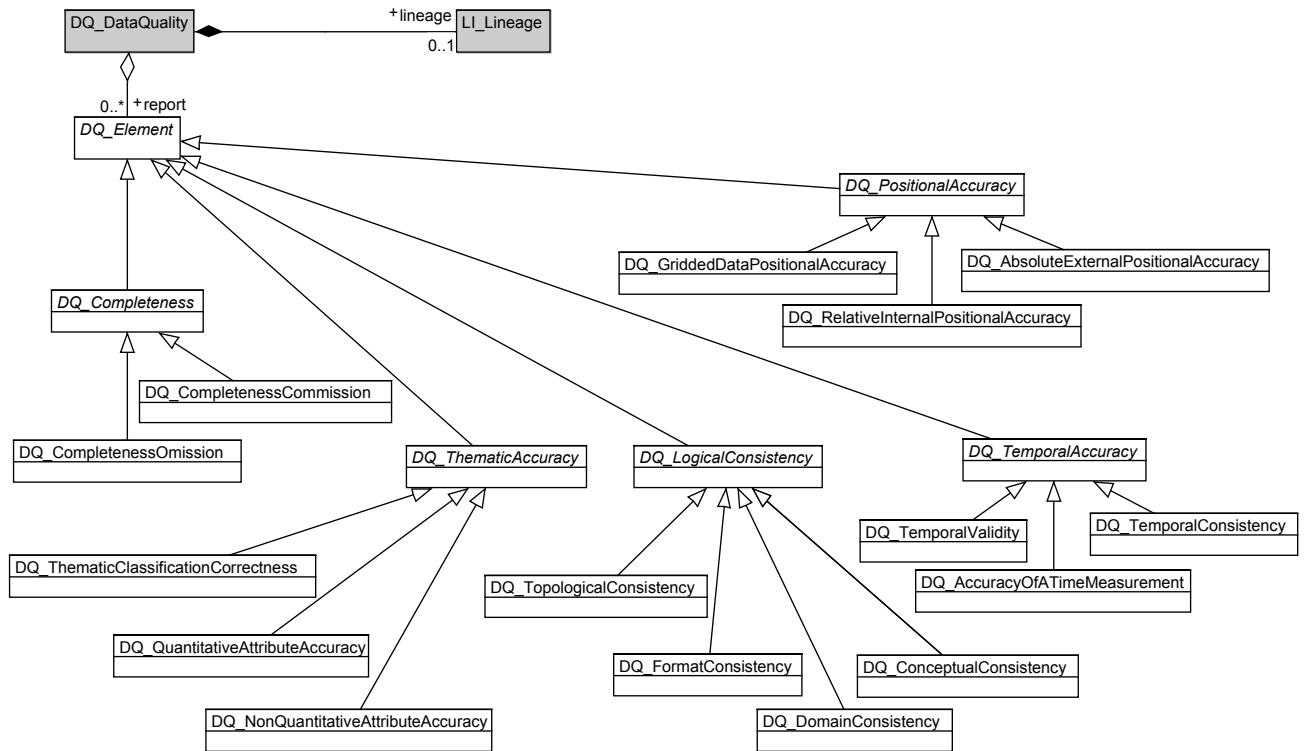 DQ_DataQuality
+lineage
LI_Lineage
0..1
0..* +report
DQ_Element
DQ_PositionalAccuracy
DQ_GriddedDataPositionalAccuracy
DQ_AbsoluteExternalPositionalAccuracy
DQ_RelativeInternalPositionalAccuracy
DQ_Completeness
DQ_CompletenessCommission
DQ_CompletenessOmission
DQ_ThematicAccuracy
DQ_LogicalConsistency
DQ_TemporalAccuracy
DQ_TemporalValidity
DQ_TemporalConsistency
DQ_AccuracyOfATimeMeasurement
DQ_ThematicClassificationCorrectness
DQ_TopologicalConsistency
DQ_QuantitativeAttributeAccuracy
DQ_FormatConsistency
DQ_ConceptualConsistency
DQ_NonQuantitativeAttributeAccuracy
DQ_DomainConsistency